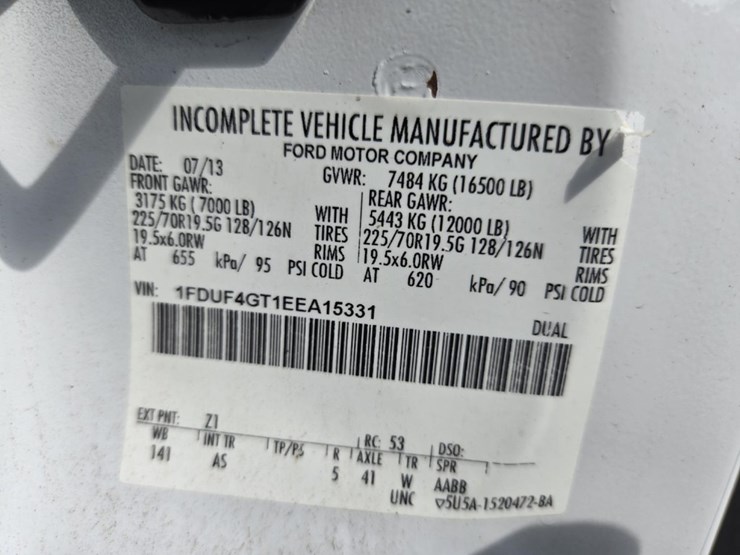 INCOMPLETE VEHICLE MANUFACTURED BY
FORD MOTOR COMPANY
DATE: 07/13 GVWR: 7484 KG (16500 LB)
FRONT GAWR: REAR GAWR:
3175 KG ( 7000 LB) WITH 5443 KG (12000 LB) WITH
225/70R19.5G 128/126N TIRES 225/70R19.5G 128/126N TIRES
19.5x6.0RW RIMS 19.5x6.0RW RIMS
AT 655 kPa/ 95 PSI COLD AT 620 kPa/ 90 PSI COLD
VIN: 1FDUF4GT1EEA15331 DUAL
EXT PNT: Z1 RC: 53 DSO:
WB INT TR TP/PS R AXLE TR SPR
141 AS 5 41 W AABB
UNC ▽5U5A-1520472-BA